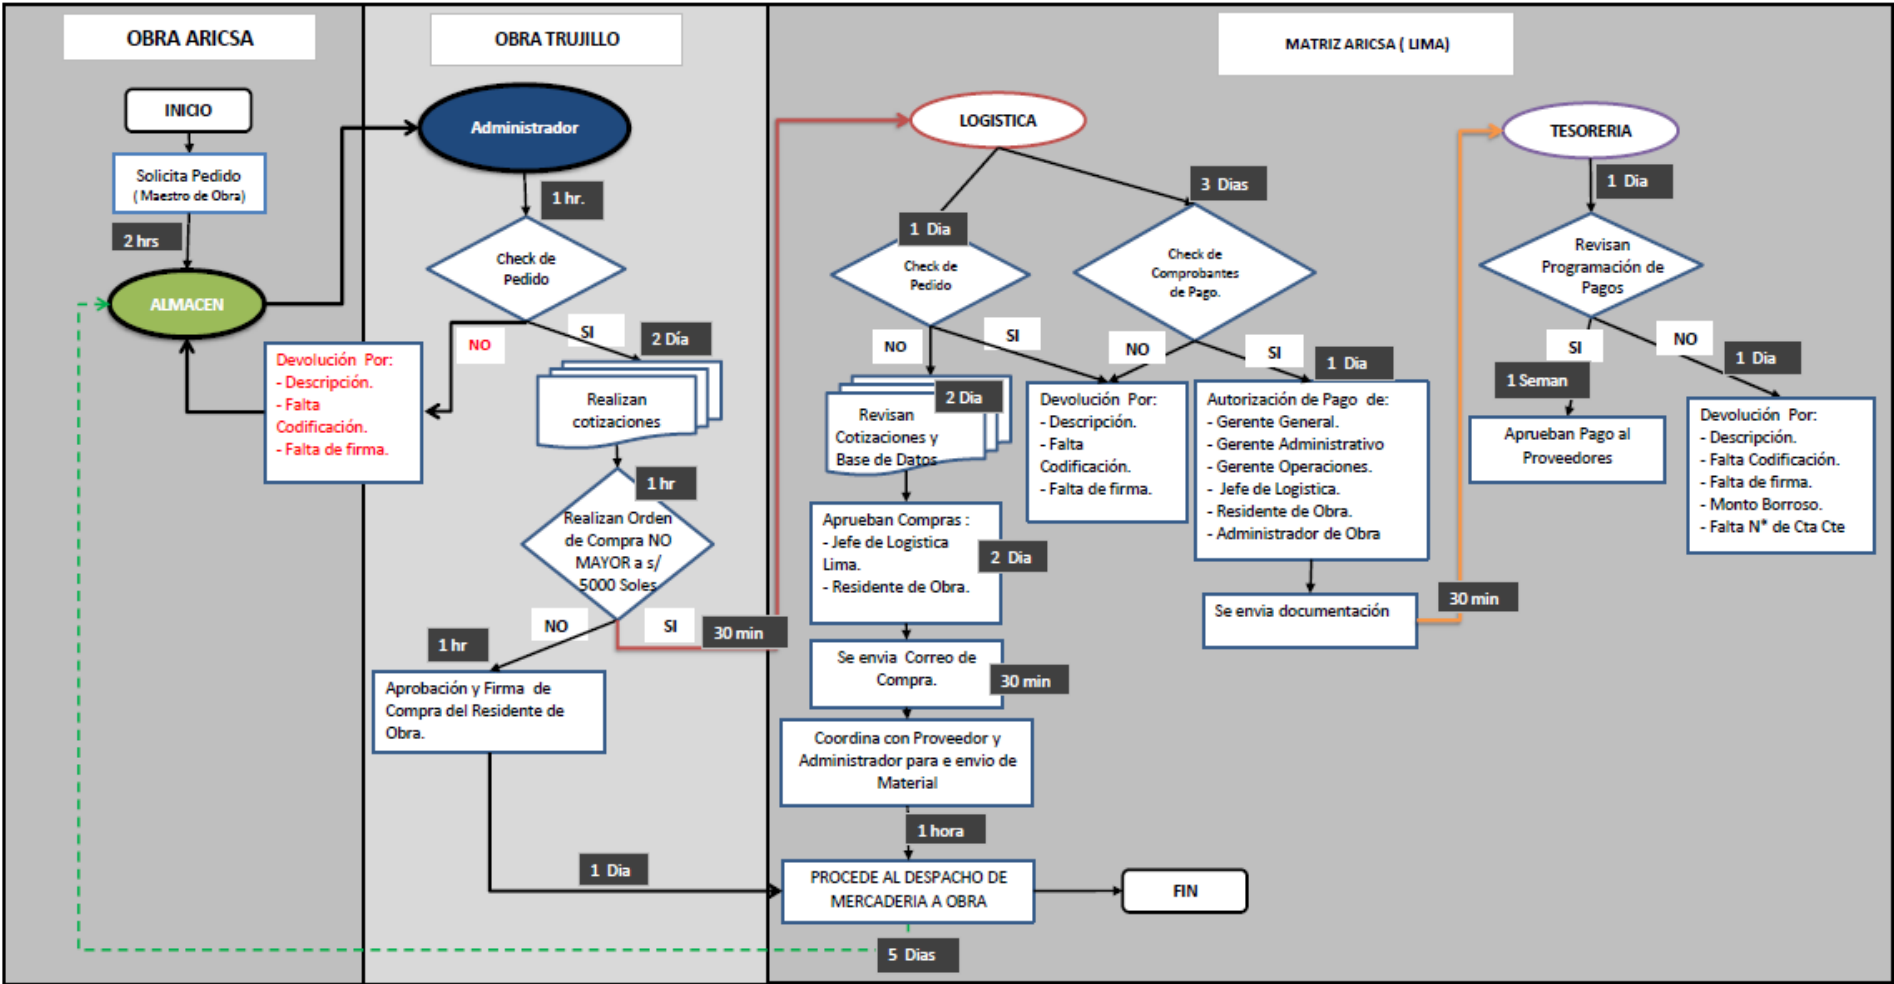 OBRA ARICSA
INICIO
Solicita Pedido
( Maestro de Obra)
2 hrs
ALMACEN
Devolución Por:
- Descripción.
- Falta
Codificación.
- Falta de firma.
OBRA TRUJILLO
Administrador
1 hr.
Check de
Pedido
NO
SI
2 Día
Realizan
cotizaciones
1 hr
Realizan Orden
de Compra NO
MAYOR a s/
5000 Soles
NO
SI
30 min
1 hr
Aprobación y Firma de
Compra del Residente de
Obra.
1 Dia
MATRIZ ARICSA ( LIMA)
LOGISTICA
1 Dia
Check de
Pedido
NO
SI
2 Dia
Revisan
Cotizaciones y
Base de Datos
Aprueban Compras :
- Jefe de Logistica
Lima.
- Residente de Obra.
2 Dia
Se envia Correo de
Compra.
30 min
Coordina con Proveedor y
Administrador para e envio de
Material
1 hora
PROCEDE AL DESPACHO DE
MERCADERIA A OBRA
5 Dias
FIN
3 Dias
Check de
Comprobantes
de Pago.
NO
SI
1 Dia
Devolución Por:
- Descripción.
- Falta
Codificación.
- Falta de firma.
Autorización de Pago de:
- Gerente General.
- Gerente Administrativo
- Gerente Operaciones.
- Jefe de Logistica.
- Residente de Obra.
- Administrador de Obra
Se envia documentación
30 min
TESORERIA
1 Dia
Revisan
Programación de
Pagos
SI
NO
1 Seman
1 Dia
Aprueban Pago al
Proveedores
Devolución Por:
- Descripción.
- Falta Codificación.
- Falta de firma.
- Monto Borroso.
- Falta N° de Cta Cte